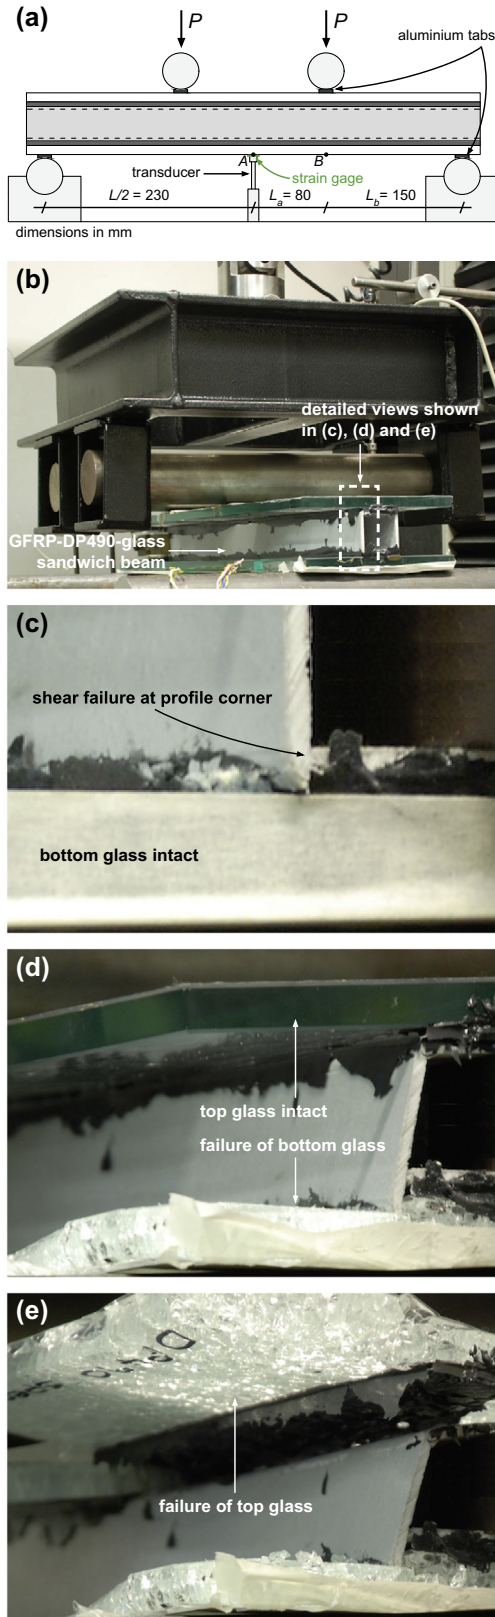 (a)
P
P
aluminium tabs
A
B
transducer
strain gage
L/2 = 230
Lₐ = 80
L_b = 150
dimensions in mm
(b)
detailed views shown
in (c), (d) and (e)
GFRP-DP490-glass
sandwich beam
(c)
shear failure at profile corner
bottom glass intact
(d)
top glass intact
failure of bottom glass
(e)
failure of top glass